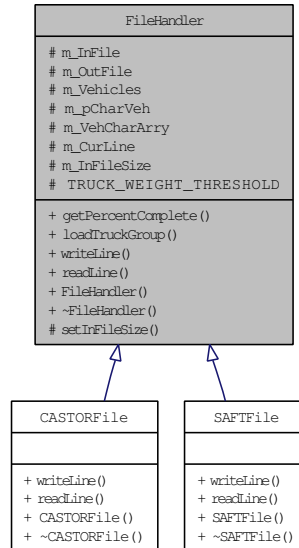 FileHandler
# m_InFile
# m_OutFile
# m_Vehicles
# m_pCharVeh
# m_VehCharArry
# m_CurLine
# m_InFileSize
# TRUCK_WEIGHT_THRESHOLD
+ getPercentComplete()
+ loadTruckGroup()
+ writeLine()
+ readLine()
+ FileHandler()
+ ~FileHandler()
# setInFileSize()
CASTORFile
+ writeLine()
+ readLine()
+ CASTORFile()
+ ~CASTORFile()
SAFTFile
+ writeLine()
+ readLine()
+ SAFTFile()
+ ~SAFTFile()